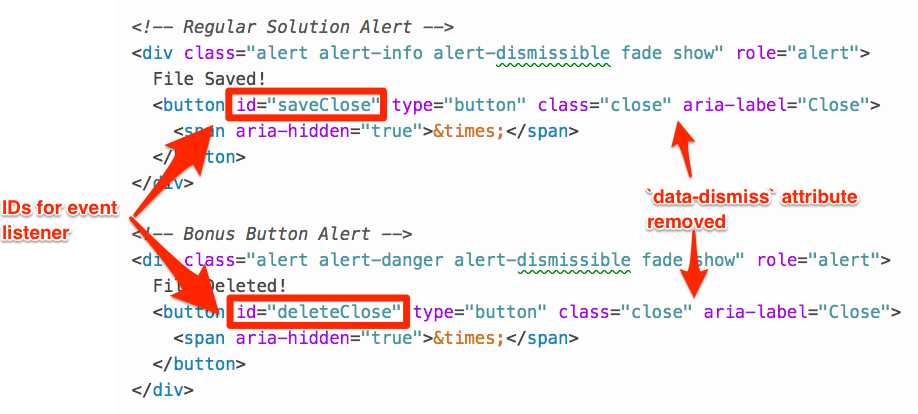 <!-- Regular Solution Alert -->
<div class="alert alert-info alert-dismissible fade show" role="alert">
File Saved!
<button id="saveClose" type="button" class="close" aria-label="Close">
<span aria-hidden="true">&times;</span>
</button>
</div>
IDs for event
listener
`data-dismiss` attribute
removed
<!-- Bonus Button Alert -->
<div class="alert alert-danger alert-dismissible fade show" role="alert">
File Deleted!
<button id="deleteClose" type="button" class="close" aria-label="Close">
<span aria-hidden="true">&times;</span>
</button>
</div>